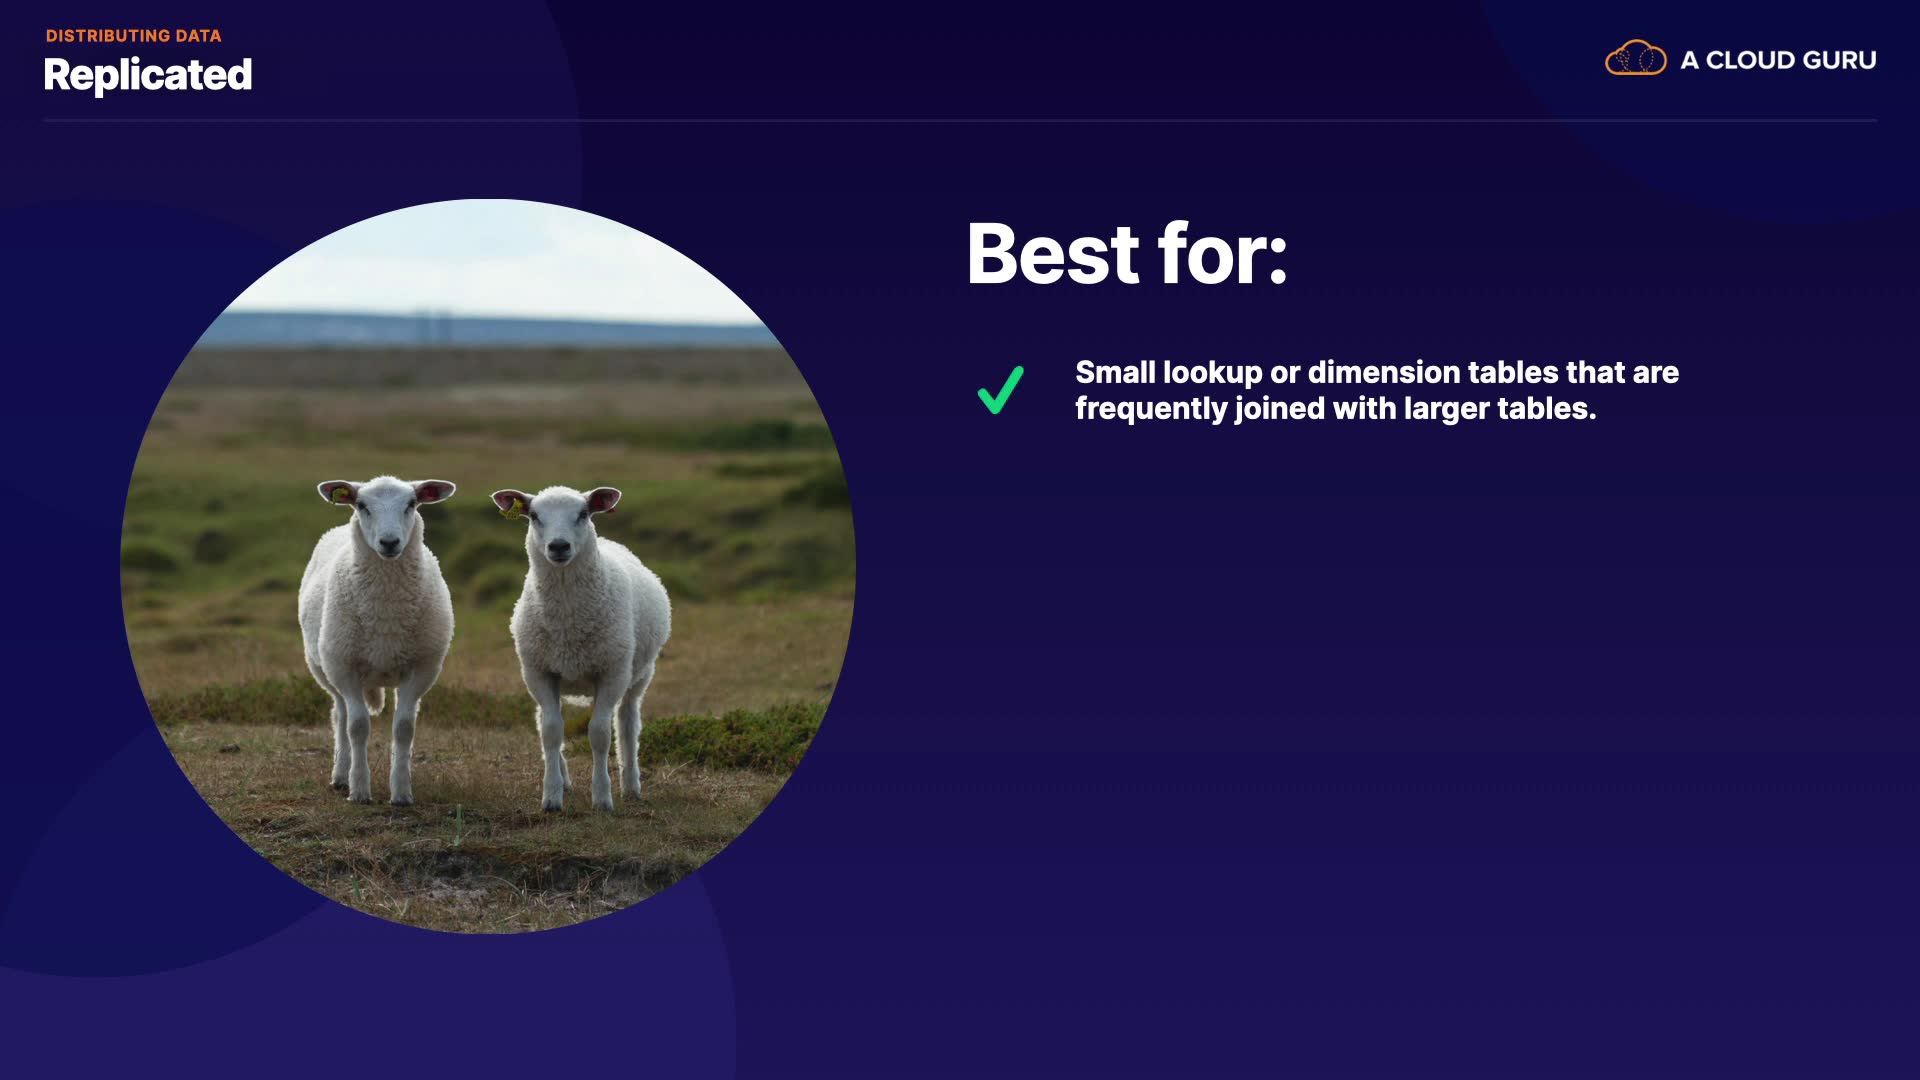 DISTRIBUTING DATA
Replicated
A CLOUD GURU
Best for:
Small lookup or dimension tables that are
frequently joined with larger tables.